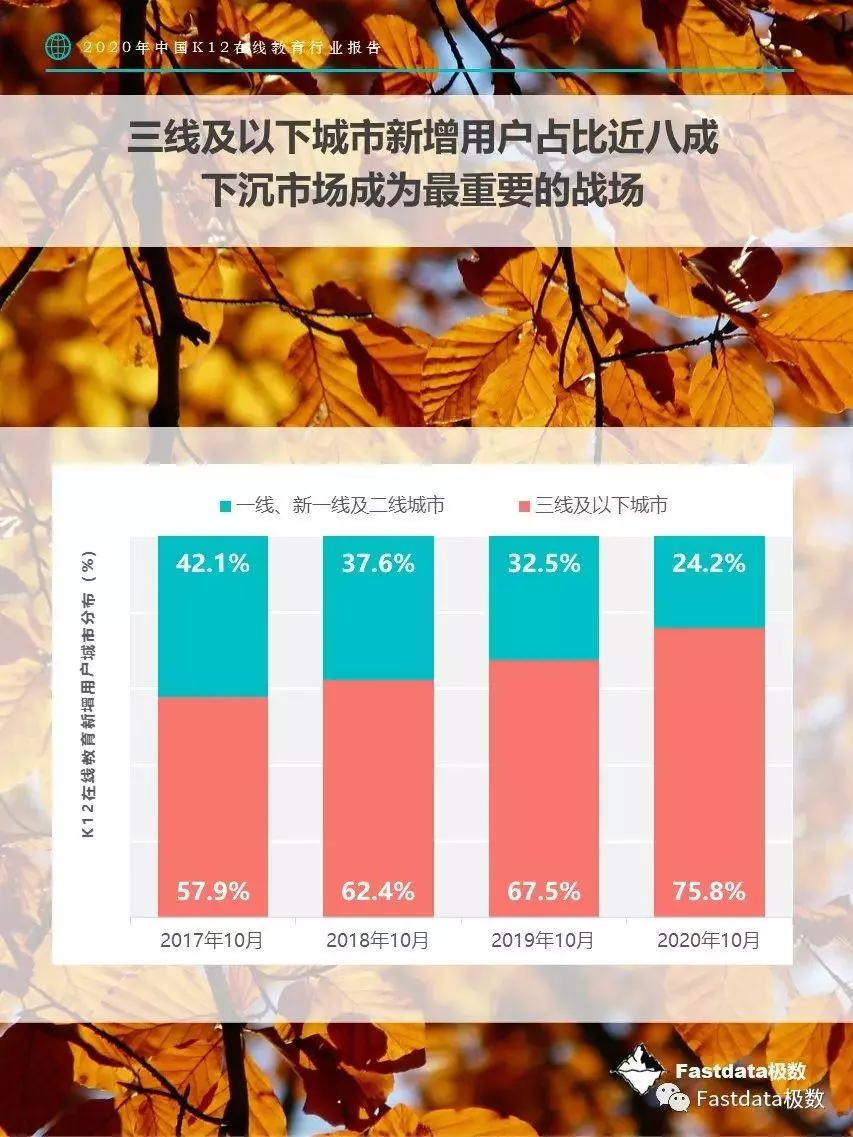 2020年中国K12在线教育行业报告
三线及以下城市新增用户占比近八成
下沉市场成为最重要的战场
一线、新一线及二线城市 三线及以下城市
K12在线教育新增用户城市分布（%）
42.1% 37.6% 32.5% 24.2%
57.9% 62.4% 67.5% 75.8%
2017年10月 2018年10月 2019年10月 2020年10月
Fastdata极数
Fastdata极数